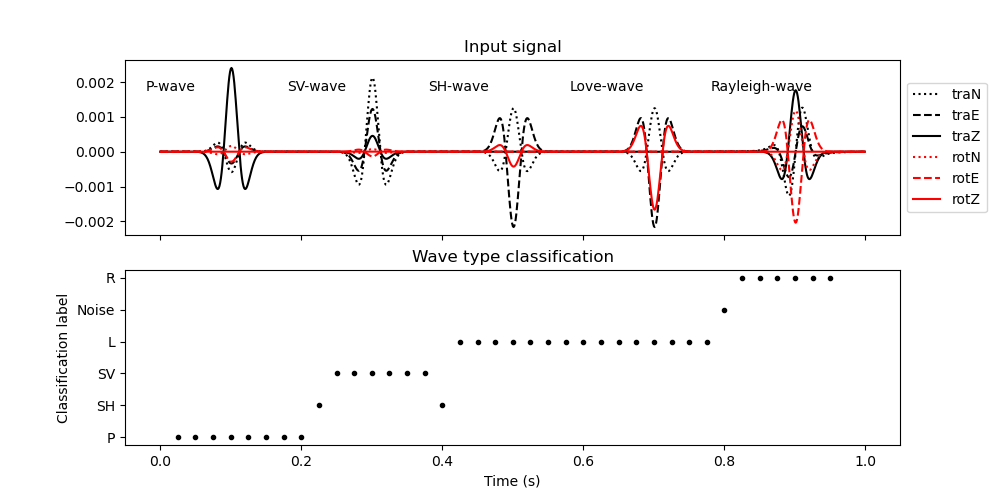 Input signal
P-wave SV-wave SH-wave Love-wave Rayleigh-wave
0.002
0.001
0.000
−0.001
−0.002
traN
traE
traZ
rotN
rotE
rotZ
Wave type classification
Classification label
R
Noise
L
SV
SH
P
0.0 0.2 0.4 0.6 0.8 1.0
Time (s)